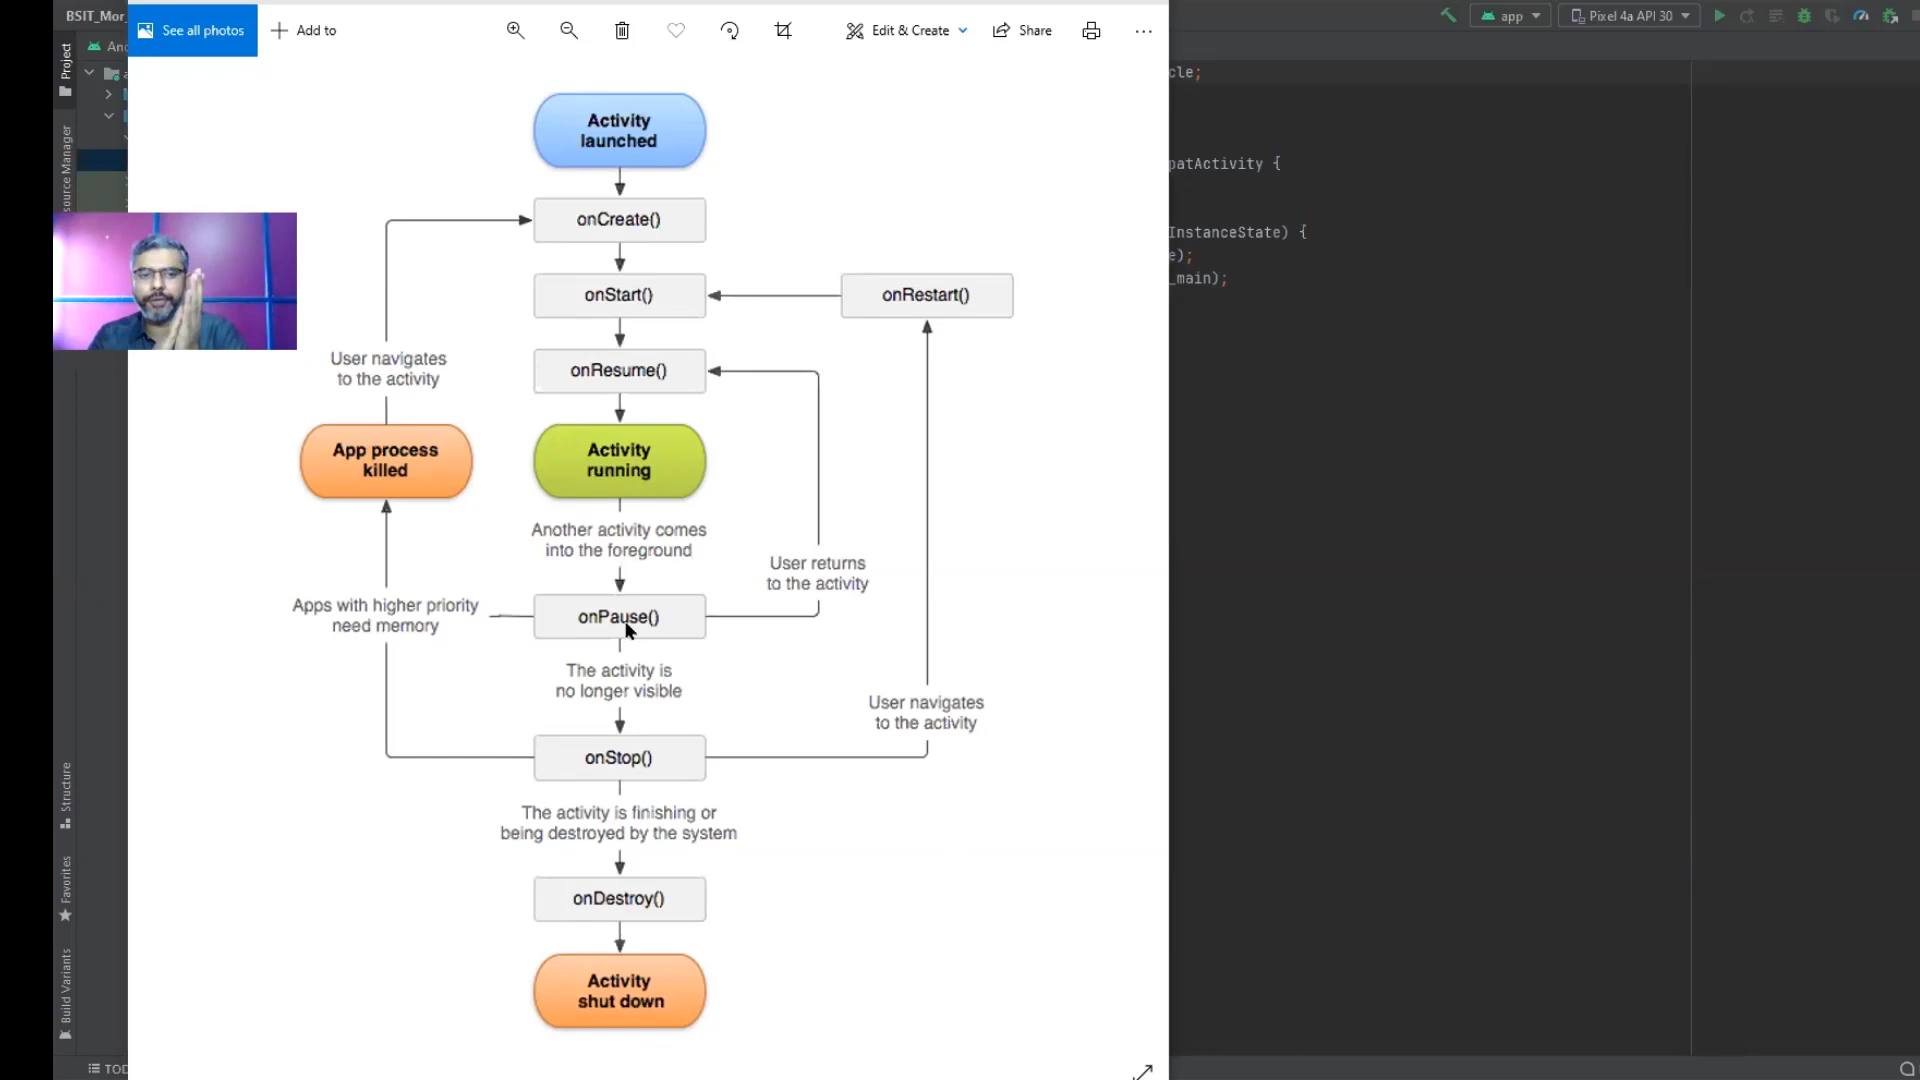 BSIT_Mor
See all photos
Add to
Edit & Create
Share
app
Pixel 4a API 30
Project
Resource Manager
Structure
Favorites
Build Variants
TOD
Activity
launched
onCreate()
onStart()
onRestart()
onResume()
User navigates
to the activity
App process
killed
Activity
running
Another activity comes
into the foreground
User returns
to the activity
Apps with higher priority
need memory
onPause()
The activity is
no longer visible
User navigates
to the activity
onStop()
The activity is finishing or
being destroyed by the system
onDestroy()
Activity
shut down
cle;
patActivity {
InstanceState) {
e);
_main);